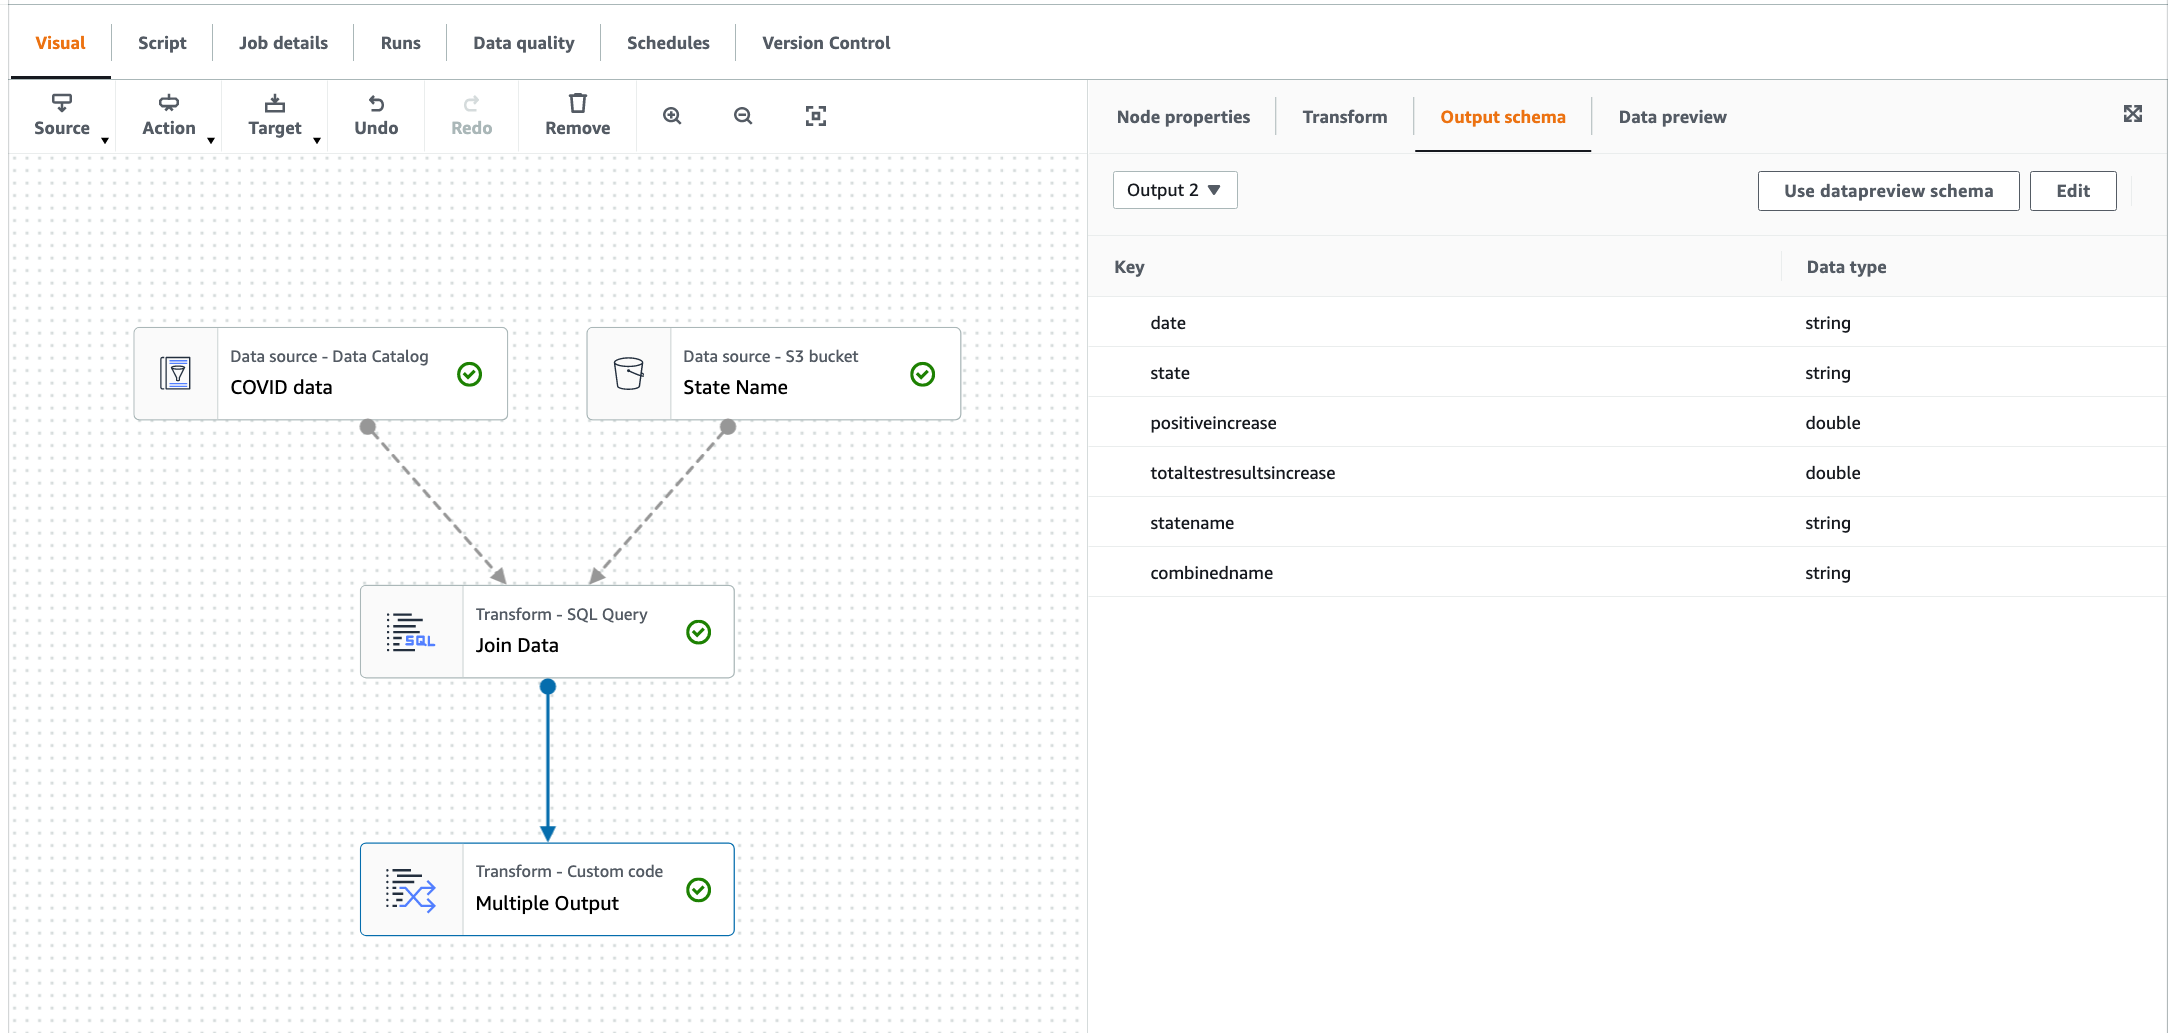 Visual Script Job details Runs Data quality Schedules Version Control
Source Action Target Undo Redo Remove
Node properties Transform Output schema Data preview
Output 2 Use datapreview schema Edit
Key Data type
date string
state string
positiveincrease double
totaltestresultsincrease double
statename string
combinedname string
Data source - Data Catalog
COVID data
Data source - S3 bucket
State Name
Transform - SQL Query
SQL
Join Data
Transform - Custom code
Multiple Output